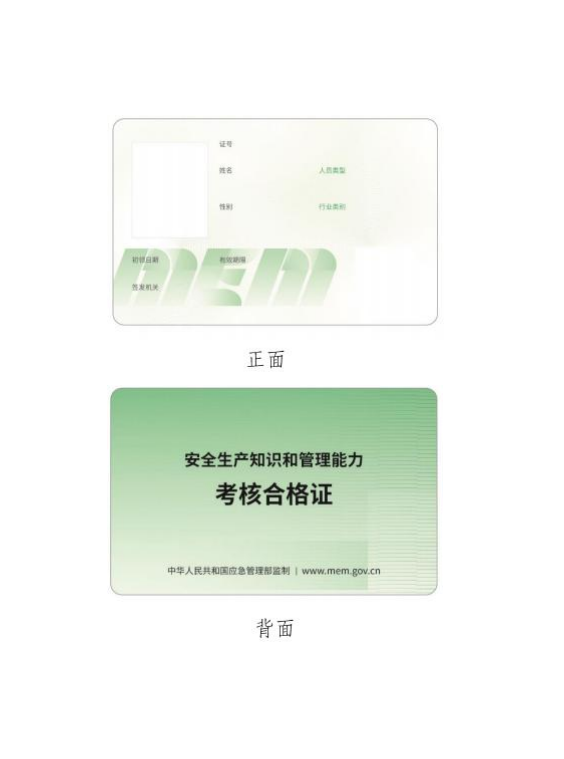 证号
姓名 人员类型
性别 行业类别
MEM
初领日期 有效期限
签发机关
正面
安全生产知识和管理能力
考核合格证
中华人民共和国应急管理部监制 | www.mem.gov.cn
背面